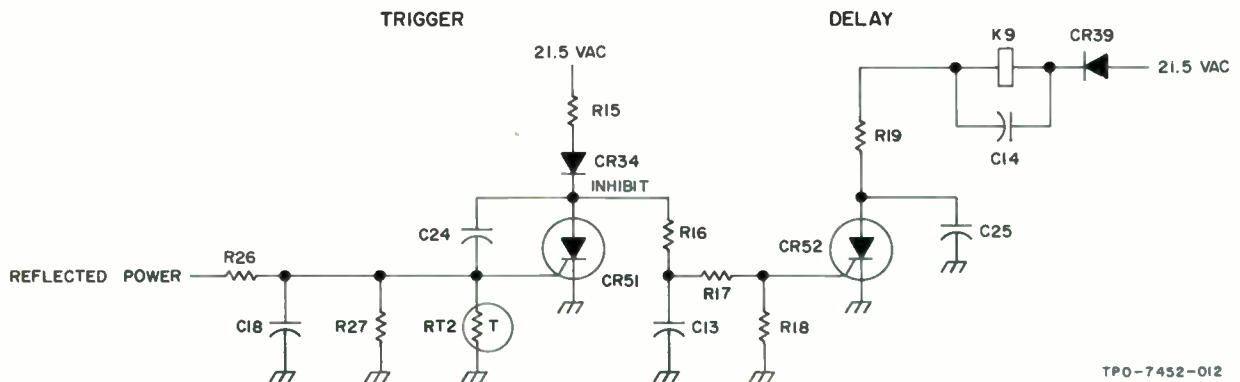 TRIGGER
DELAY
K9
CR39
21.5 VAC
21.5 VAC
R15
C14
R19
CR34
INHIBIT
C24
R16
CR52
C25
REFLECTED POWER
R26
CR51
R17
C18
R27
RT2
T
C13
R18
TPO-7452-012